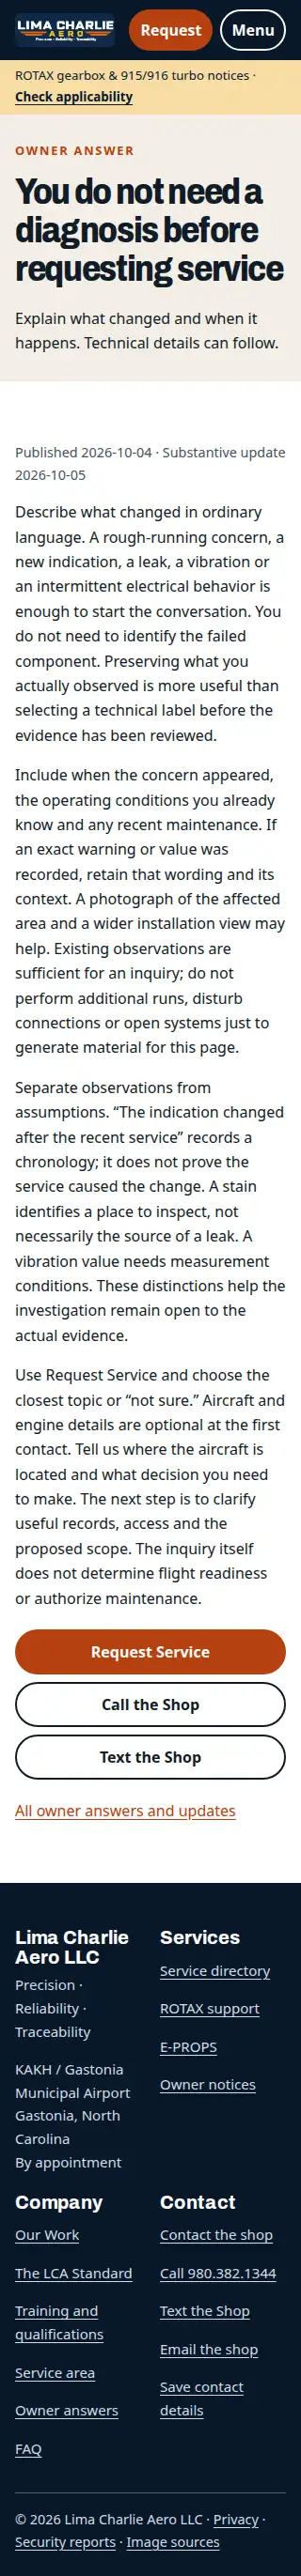 LIMA CHARLIE
AERO
Precision · Reliability · Traceability
Request
Menu
ROTAX gearbox & 915/916 turbo notices ·
Check applicability
OWNER ANSWER
You do not need a
diagnosis before
requesting service
Explain what changed and when it
happens. Technical details can follow.
Published 2026-10-04 · Substantive update
2026-10-05
Describe what changed in ordinary
language. A rough-running concern, a
new indication, a leak, a vibration or
an intermittent electrical behavior is
enough to start the conversation. You
do not need to identify the failed
component. Preserving what you
actually observed is more useful than
selecting a technical label before the
evidence has been reviewed.
Include when the concern appeared,
the operating conditions you already
know and any recent maintenance. If
an exact warning or value was
recorded, retain that wording and its
context. A photograph of the affected
area and a wider installation view may
help. Existing observations are
sufficient for an inquiry; do not
perform additional runs, disturb
connections or open systems just to
generate material for this page.
Separate observations from
assumptions. “The indication changed
after the recent service” records a
chronology; it does not prove the
service caused the change. A stain
identifies a place to inspect, not
necessarily the source of a leak. A
vibration value needs measurement
conditions. These distinctions help the
investigation remain open to the
actual evidence.
Use Request Service and choose the
closest topic or “not sure.” Aircraft and
engine details are optional at the first
contact. Tell us where the aircraft is
located and what decision you need
to make. The next step is to clarify
useful records, access and the
proposed scope. The inquiry itself
does not determine flight readiness
or authorize maintenance.
Request Service
Call the Shop
Text the Shop
All owner answers and updates
Lima Charlie
Aero LLC
Precision ·
Reliability ·
Traceability
KAKH / Gastonia
Municipal Airport
Gastonia, North
Carolina
By appointment
Services
Service directory
ROTAX support
E-PROPS
Owner notices
Company
Our Work
The LCA Standard
Training and
qualifications
Service area
Owner answers
FAQ
Contact
Contact the shop
Call 980.382.1344
Text the Shop
Email the shop
Save contact
details
© 2026 Lima Charlie Aero LLC · Privacy ·
Security reports · Image sources